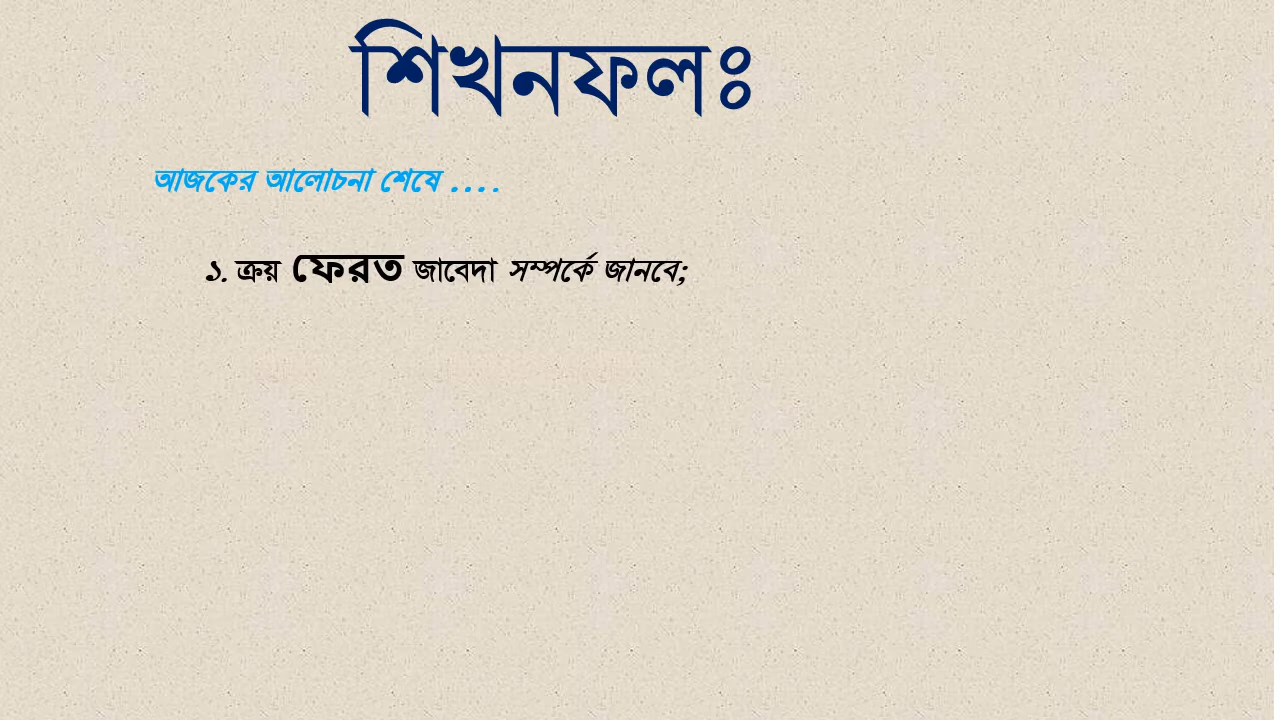 শিখনফলঃ
আজকের আলোচনা শেষে ....
১. ক্রয় ফেরত জাবেদা সম্পর্কে জানবে;